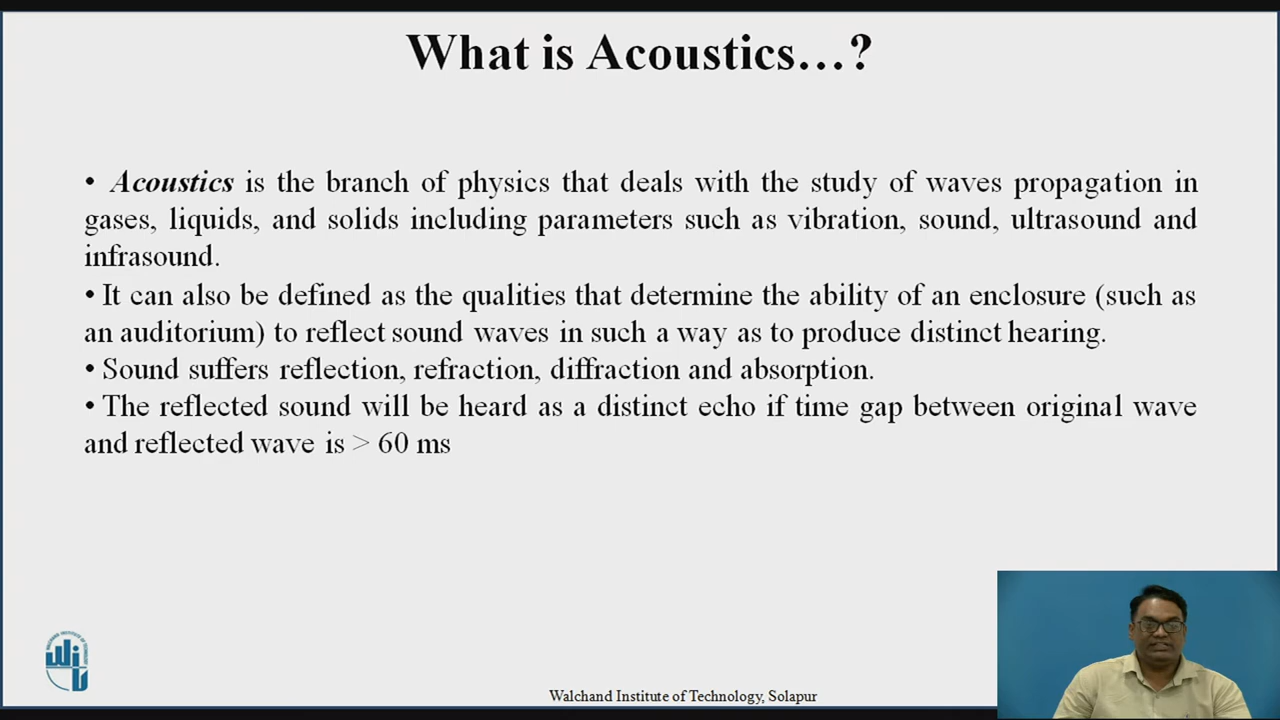 What is Acoustics...?
• Acoustics is the branch of physics that deals with the study of waves propagation in
gases, liquids, and solids including parameters such as vibration, sound, ultrasound and
infrasound.
• It can also be defined as the qualities that determine the ability of an enclosure (such as
an auditorium) to reflect sound waves in such a way as to produce distinct hearing.
• Sound suffers reflection, refraction, diffraction and absorption.
• The reflected sound will be heard as a distinct echo if time gap between original wave
and reflected wave is > 60 ms
WALCHAND INSTITUTE OF TECHNOLOGY
WIT
Walchand Institute of Technology, Solapur